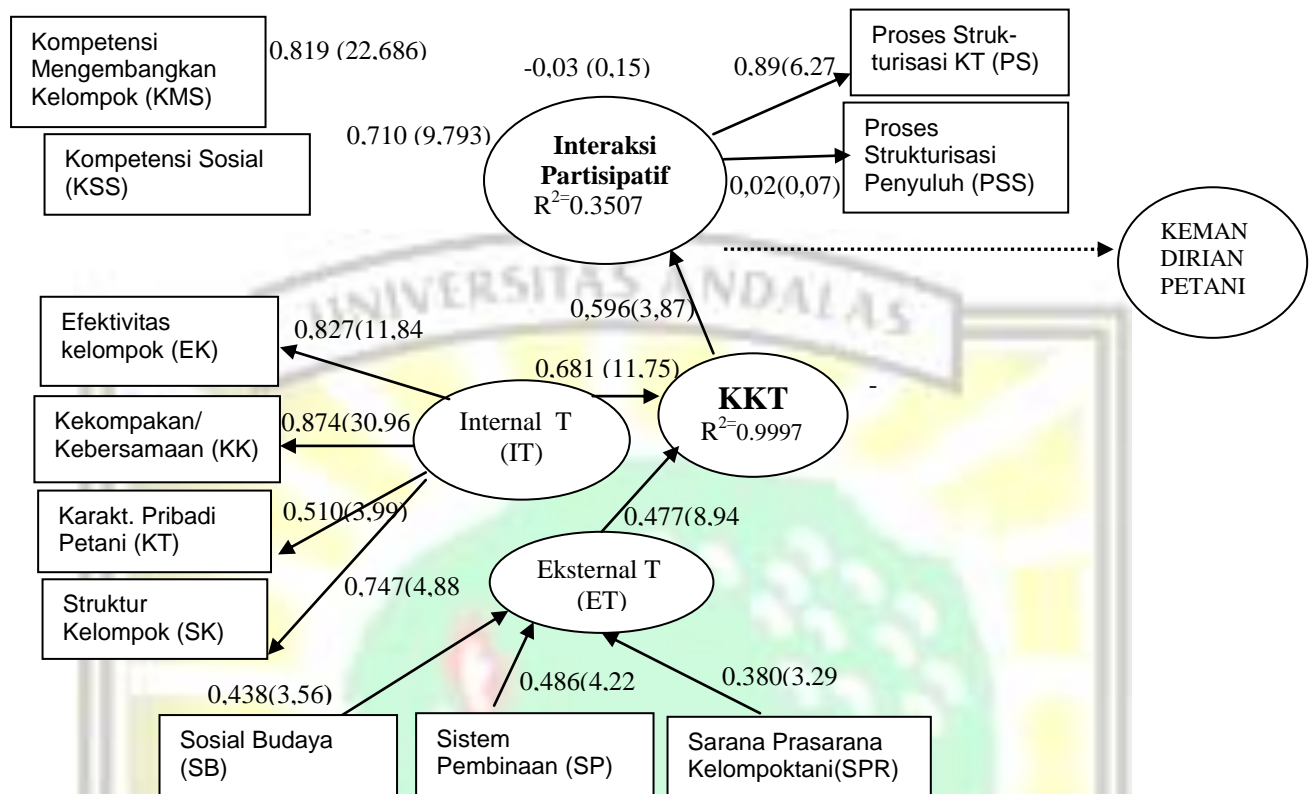 Kompetensi
Mengembangkan
Kelompok (KMS)
0.819 (22,686)
-0,03 (0,15)
0,89(6,27
Proses Struk-
turisasi KT (PS)
Kompetensi Sosial
(KSS)
0,710 (9,793)
Interaksi
Partisipatif
R²⁼0.3507
Proses
Strukturisasi
Penyuluh (PSS)
0,02(0,07)
KEMAN
DIRIAN
PETANI
UNIVERSITAS ANDALAS
Efektivitas
kelompok (EK)
0,827(11,84
0,596(3,87)
0,681 (11,75)
Kekompakan/
Kebersamaan (KK)
0,874(30,96
Internal T
(IT)
KKT
R²⁼0.9997
-
Karakt. Pribadi
Petani (KT)
0,510(3,99)
0,477(8,94
Struktur
Kelompok (SK)
0,747(4,88
Eksternal T
(ET)
0,438(3,56)
0,486(4,22
0,380(3,29
Sosial Budaya
(SB)
Sistem
Pembinaan (SP)
Sarana Prasarana
Kelompoktani(SPR)